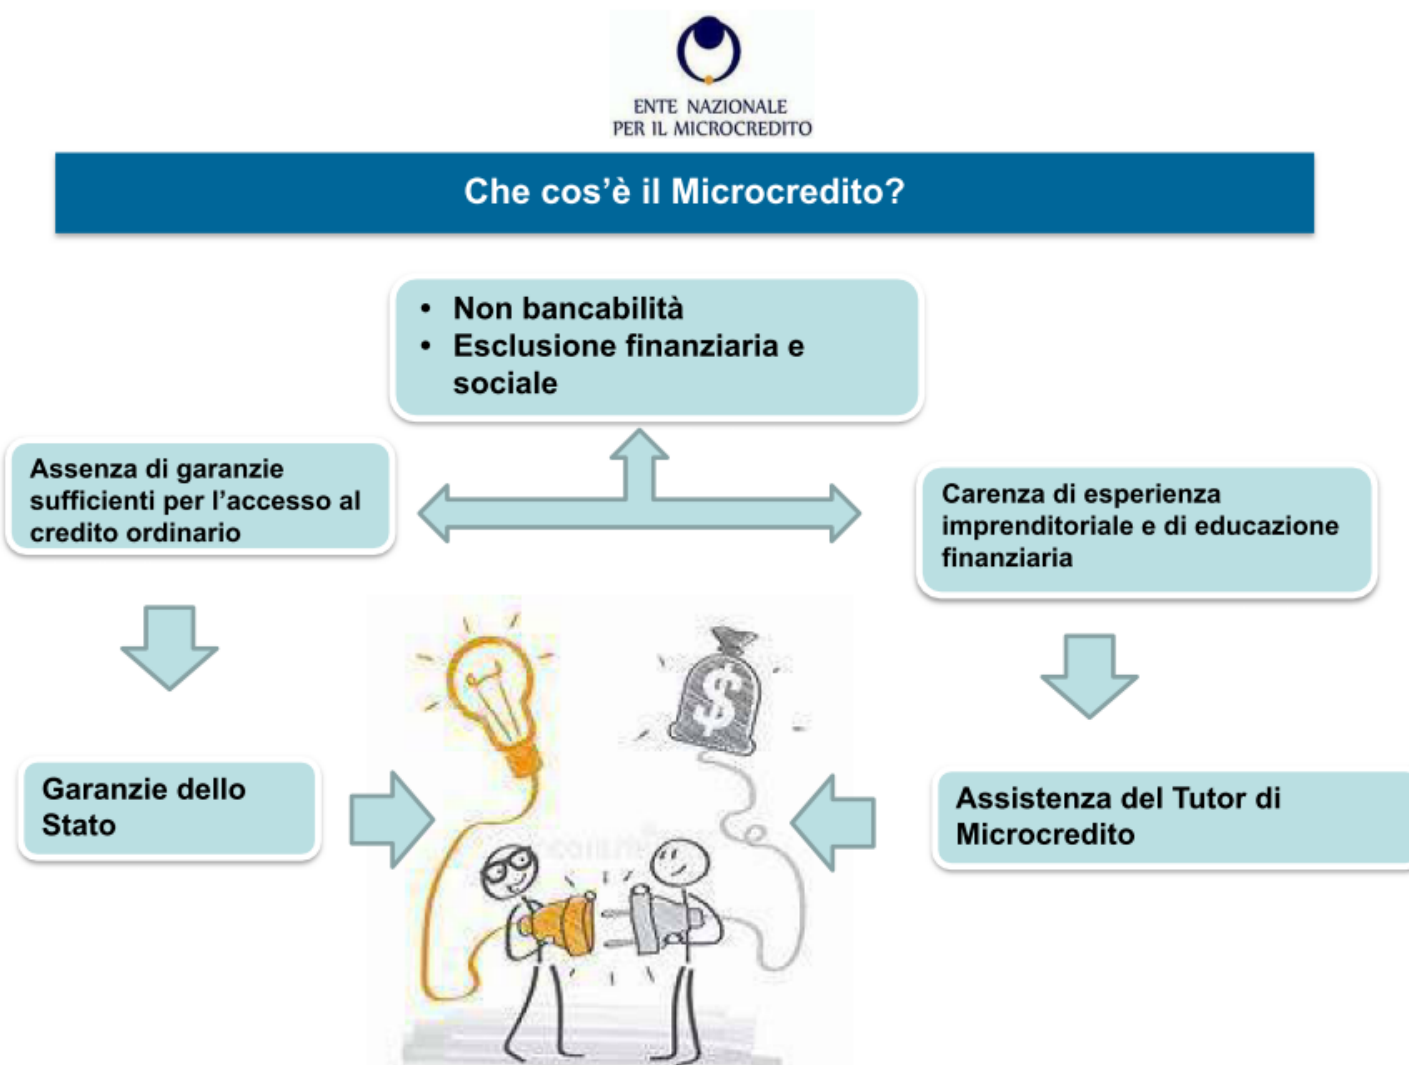 ENTE NAZIONALE
PER IL MICROCREDITO
Che cos’è il Microcredito?
• Non bancabilità
• Esclusione finanziaria e
sociale
Assenza di garanzie
sufficienti per l’accesso al
credito ordinario
Carenza di esperienza
imprenditoriale e di educazione
finanziaria
$
Garanzie dello
Stato
Assistenza del Tutor di
Microcredito